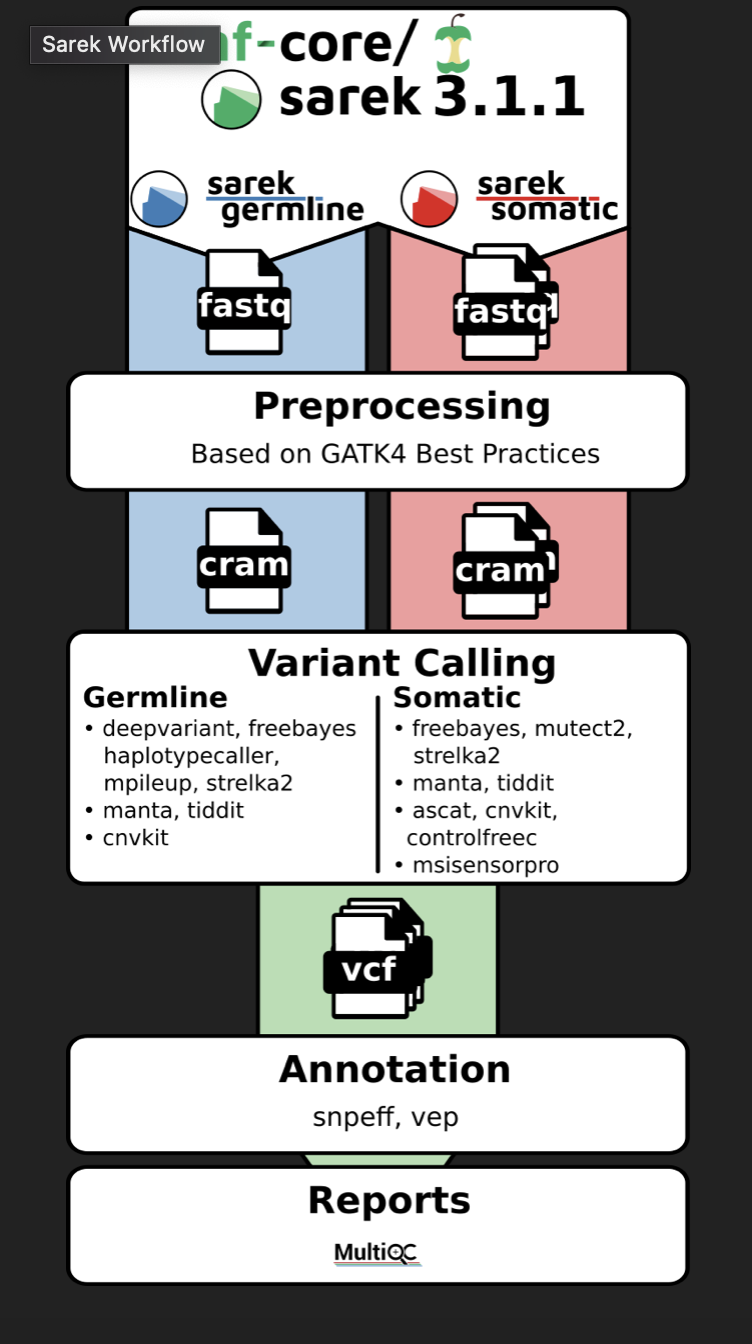 Sarek Workflow
nf-core/
sarek 3.1.1
sarek
germline
sarek
somatic
fastq
fastq
Preprocessing
Based on GATK4 Best Practices
cram
cram
Variant Calling
Germline
• deepvariant, freebayes
haplotypecaller,
mpileup, strelka2
• manta, tiddit
• cnvkit
Somatic
• freebayes, mutect2,
strelka2
• manta, tiddit
• ascat, cnvkit,
controlfreec
• msisensorpro
vcf
Annotation
snpeff, vep
Reports
MultiQC